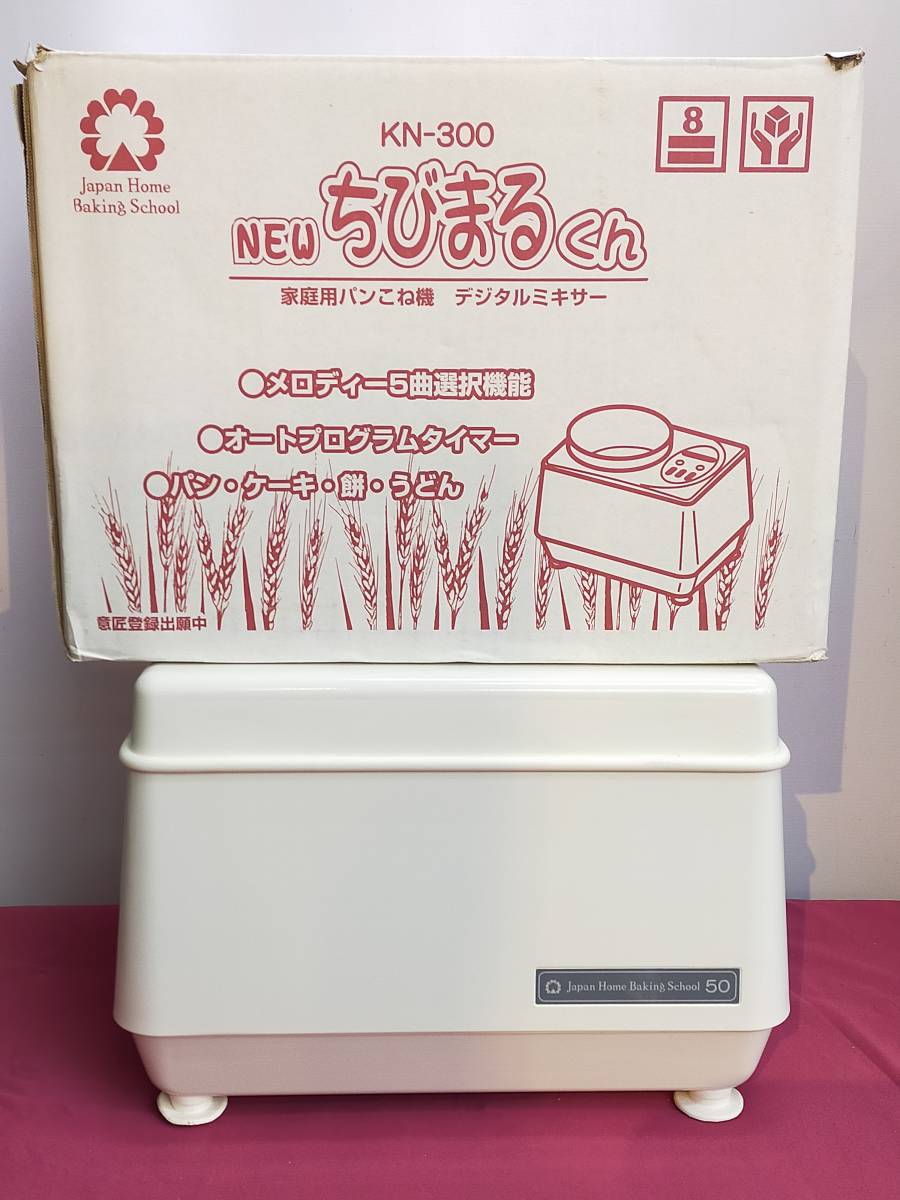 KN-300
8
Japan Home
Baking School
NEW ちびまるくん
家庭用パンこね機 デジタルミキサー
●メロディー5曲選択機能
●オートプログラムタイマー
●パン・ケーキ・餅・うどん
意匠登録出願中
Japan Home Baking School 50